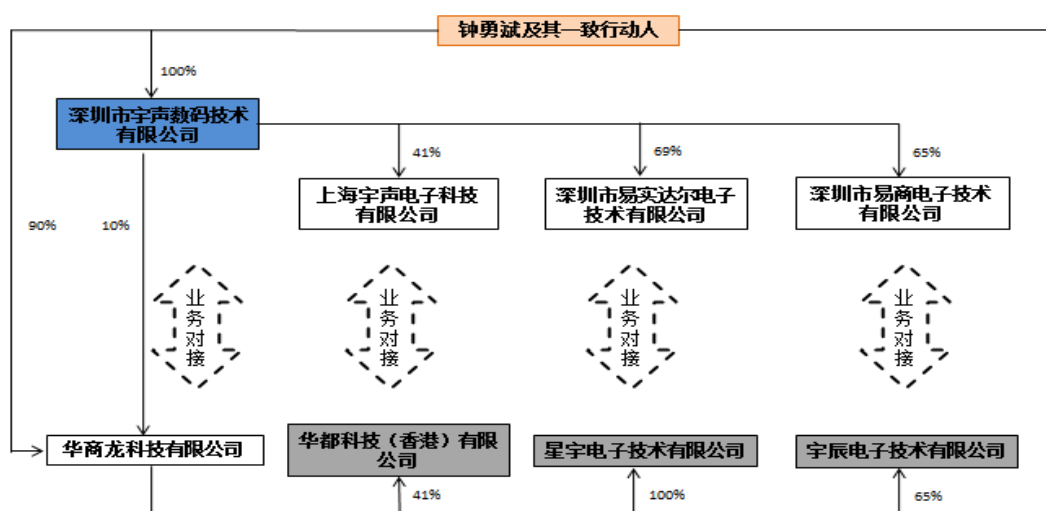 钟勇斌及其一致行动人
100%
深圳市宇声数码技术
有限公司
41%
69%
65%
上海宇声电子科技
有限公司
深圳市易实达尔电子
技术有限公司
深圳市易商电子技术
有限公司
90%
10%
业务对接
业务对接
业务对接
业务对接
华商龙科技有限公司
华都科技（香港）有限
公司
星宇电子技术有限公司
宇辰电子技术有限公司
41%
100%
65%